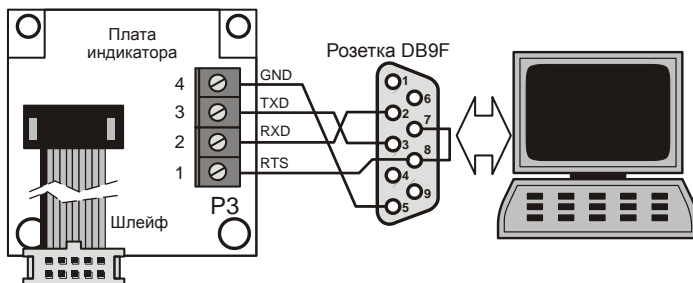 Плата
индикатора
Розетка DB9F
4
GND
3
TXD
2
RXD
1
RTS
P3
Шлейф
1
6
2
7
3
8
4
9
5